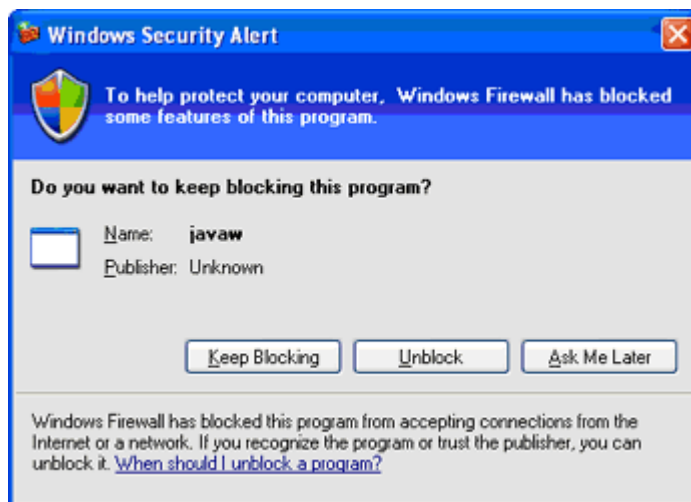 Windows Security Alert
To help protect your computer, Windows Firewall has blocked
some features of this program.
Do you want to keep blocking this program?
Name: javaw
Publisher: Unknown
Keep Blocking Unblock Ask Me Later
Windows Firewall has blocked this program from accepting connections from the
Internet or a network. If you recognize the program or trust the publisher, you can
unblock it. When should I unblock a program?